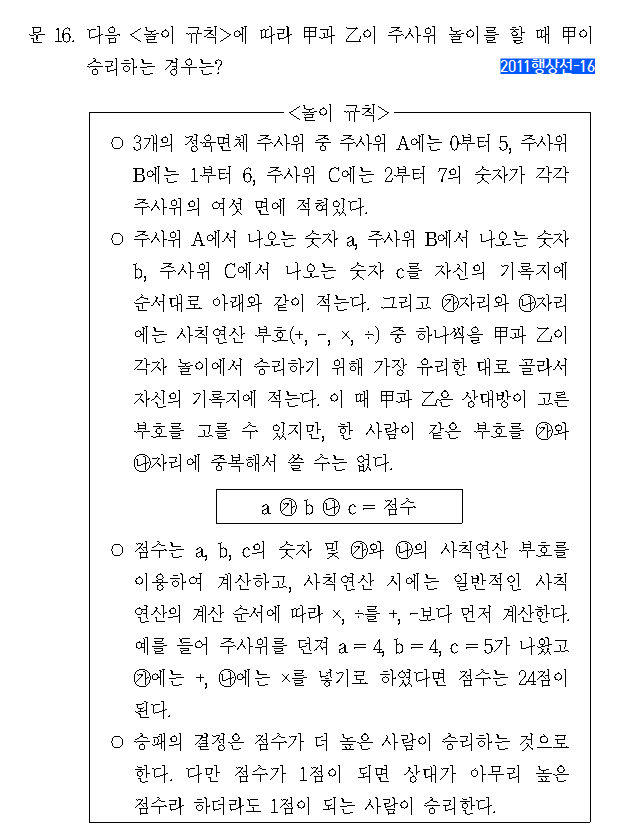 문 16. 다음 <놀이 규칙>에 따라 甲과 乙이 주사위 놀이를 할 때 甲이
승리하는 경우는?
2011행상선-16
<놀이 규칙>
○ 3개의 정육면체 주사위 중 주사위 A에는 0부터 5, 주사위
B에는 1부터 6, 주사위 C에는 2부터 7의 숫자가 각각
주사위의 여섯 면에 적혀있다.
○ 주사위 A에서 나오는 숫자 a, 주사위 B에서 나오는 숫자
b, 주사위 C에서 나오는 숫자 c를 자신의 기록지에
순서대로 아래와 같이 적는다. 그리고 ㉮자리와 ㉯자리
에는 사칙연산 부호(+, -, ×, ÷) 중 하나씩을 甲과 乙이
각자 놀이에서 승리하기 위해 가장 유리한 대로 골라서
자신의 기록지에 적는다. 이 때 甲과 乙은 상대방이 고른
부호를 고를 수 있지만, 한 사람이 같은 부호를 ㉮와
㉯자리에 중복해서 쓸 수는 없다.
a ㉮ b ㉯ c = 점수
○ 점수는 a, b, c의 숫자 및 ㉮와 ㉯의 사칙연산 부호를
이용하여 계산하고, 사칙연산 시에는 일반적인 사칙
연산의 계산 순서에 따라 ×, ÷를 +, -보다 먼저 계산한다.
예를 들어 주사위를 던져 a = 4, b = 4, c = 5가 나왔고
㉮에는 +, ㉯에는 ×를 넣기로 하였다면 점수는 24점이
된다.
○ 승패의 결정은 점수가 더 높은 사람이 승리하는 것으로
한다. 다만 점수가 1점이 되면 상대가 아무리 높은
점수라 하더라도 1점이 되는 사람이 승리한다.